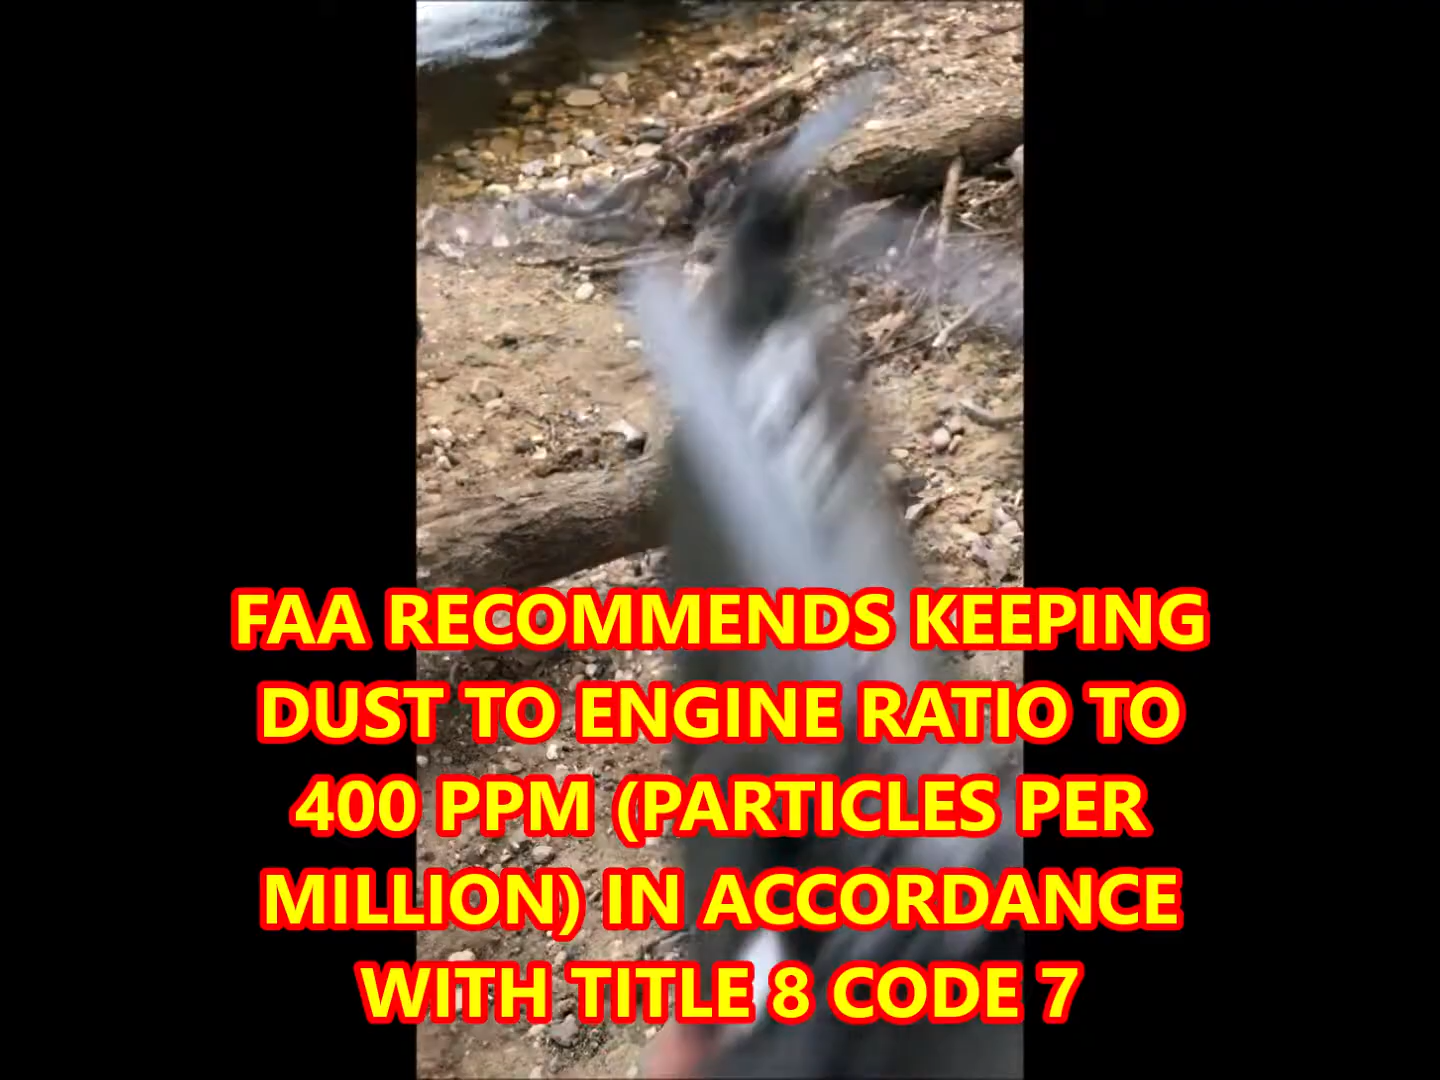 FAA RECOMMENDS KEEPING
DUST TO ENGINE RATIO TO
400 PPM (PARTICLES PER
MILLION) IN ACCORDANCE
WITH TITLE 8 CODE 7